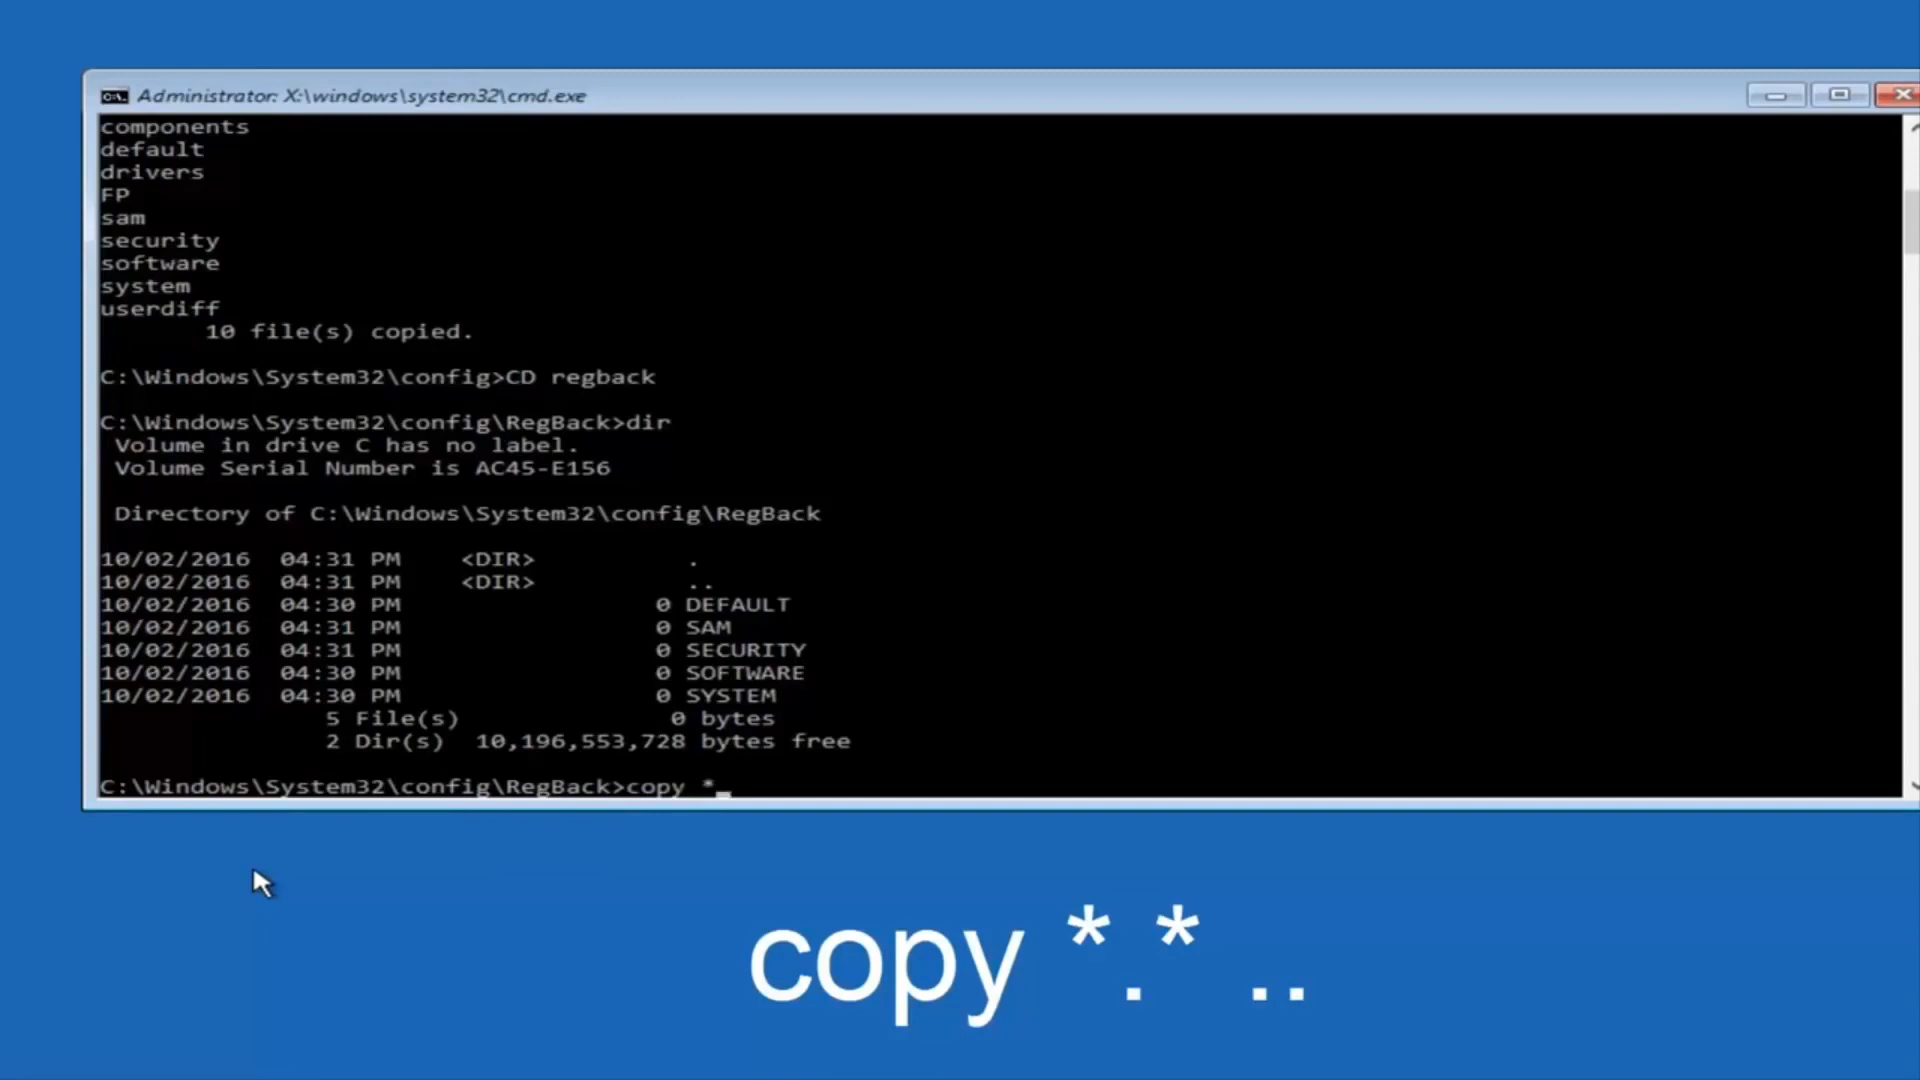 Administrator: X:\windows\system32\cmd.exe
components
default
drivers
FP
sam
security
software
system
userdiff
10 file(s) copied.
C:\Windows\System32\config>CD regback
C:\Windows\System32\config\RegBack>dir
Volume in drive C has no label.
Volume Serial Number is AC45-E156
Directory of C:\Windows\System32\config\RegBack
10/02/2016 04:31 PM <DIR> .
10/02/2016 04:31 PM <DIR> ..
10/02/2016 04:30 PM 0 DEFAULT
10/02/2016 04:31 PM 0 SAM
10/02/2016 04:31 PM 0 SECURITY
10/02/2016 04:30 PM 0 SOFTWARE
10/02/2016 04:30 PM 0 SYSTEM
5 File(s) 0 bytes
2 Dir(s) 10,196,553,728 bytes free
C:\Windows\System32\config\RegBack>copy *_
copy *.* ..